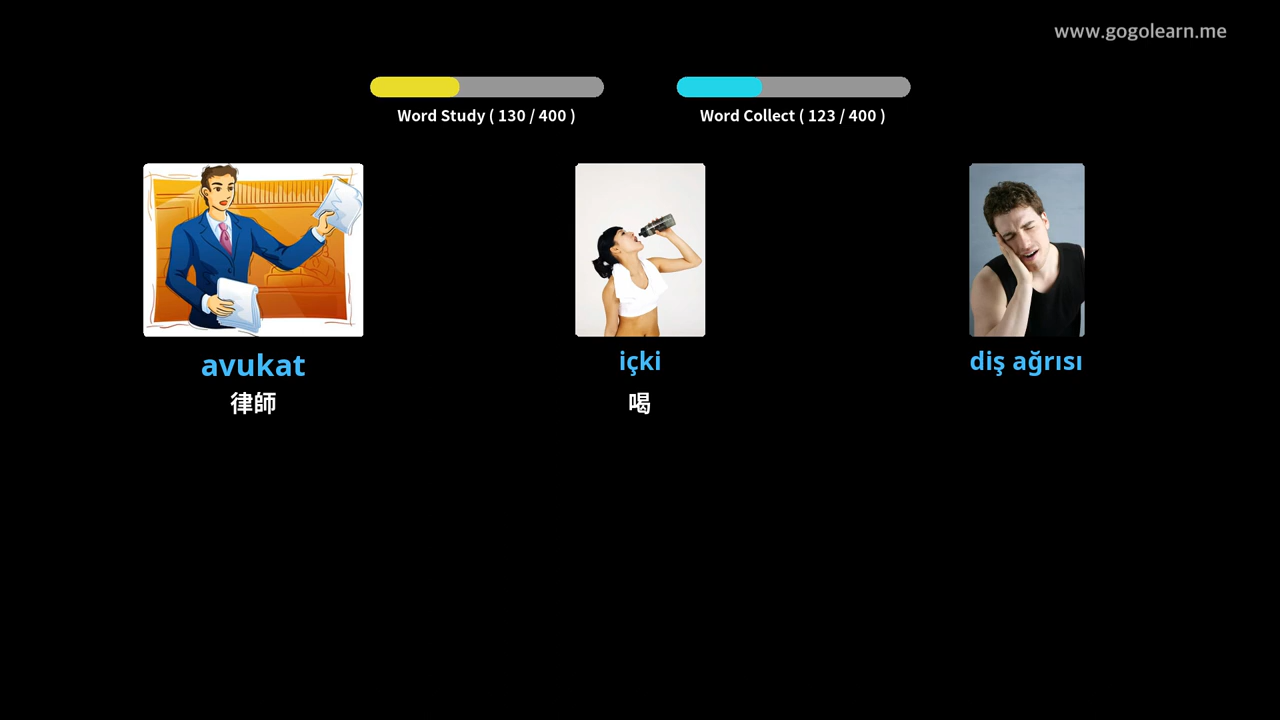 www.gogolearn.me
Word Study ( 130 / 400 )
Word Collect ( 123 / 400 )
avukat
律師
içki
喝
diş ağrısı